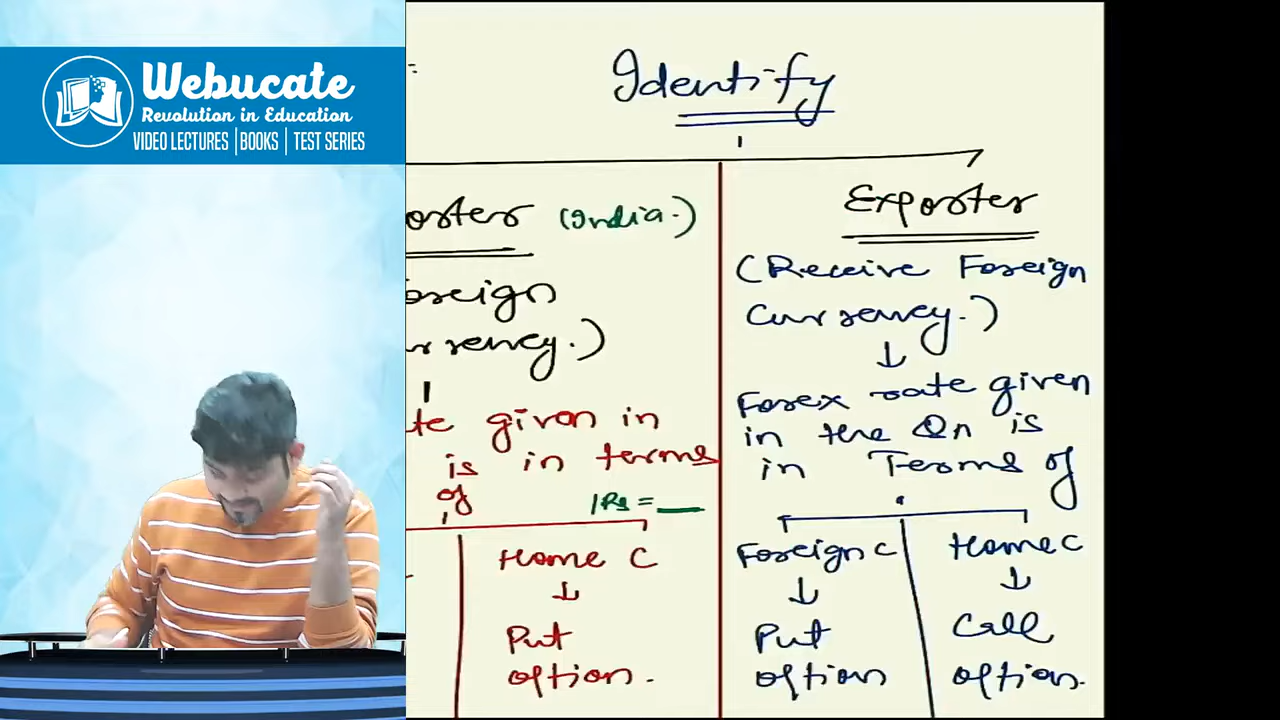 Webucate
Revolution in Education
VIDEO LECTURES | BOOKS | TEST SERIES
Identify
orter (India.)
oreign
rrency.)
te given in
is in terms
of
1Rs = __
Home C
Put
option.
Exporter
(Receive Foreign
Currency.)
Forex rate given
in the Qn is
in Terms of
Foreign C
Put
option
Home C
Call
option.